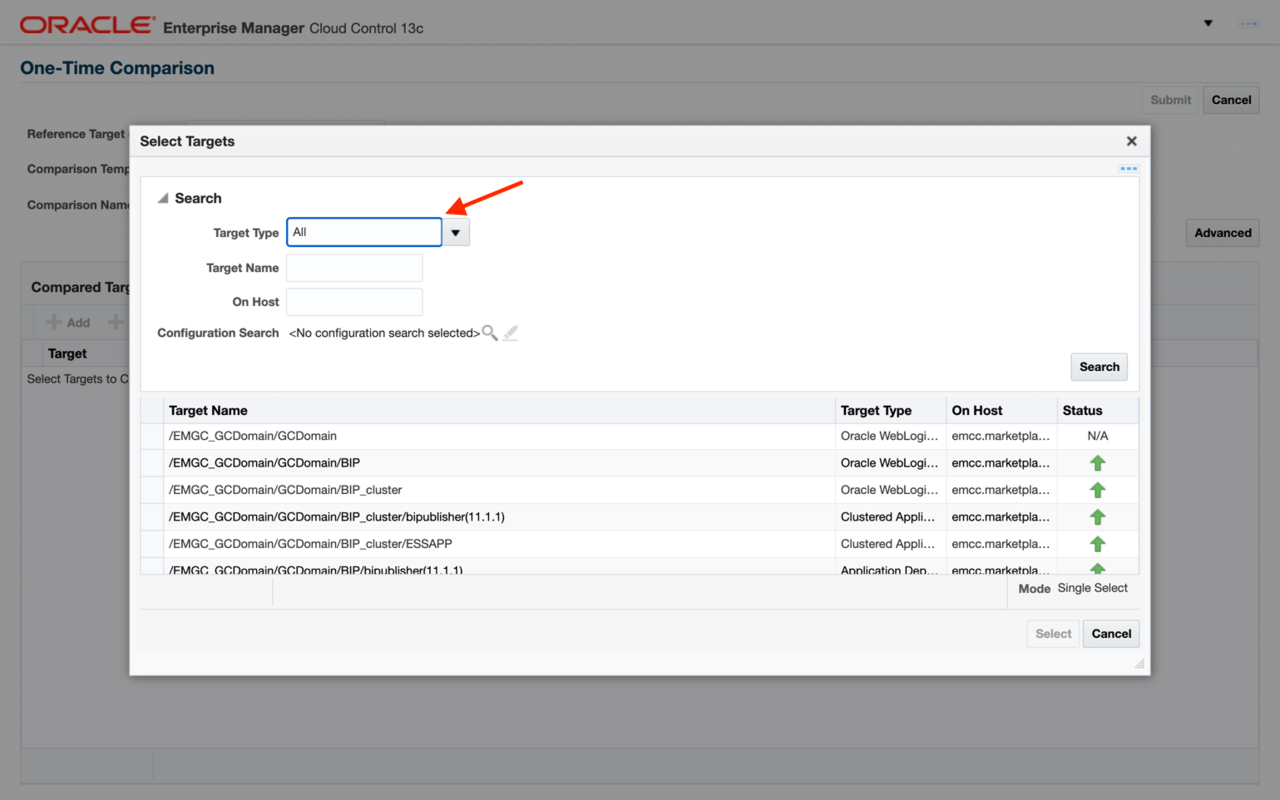 ORACLE® Enterprise Manager Cloud Control 13c
One-Time Comparison
Submit Cancel
Reference Target
Comparison Temp
Comparison Name
Advanced
Compared Targ
Add
Target
Select Targets to C
Select Targets
Search
Target Type All
Target Name
On Host
Configuration Search <No configuration search selected>
Search
Target Name Target Type On Host Status
/EMGC_GCDomain/GCDomain Oracle WebLogi... emcc.marketpla... N/A
/EMGC_GCDomain/GCDomain/BIP Oracle WebLogi... emcc.marketpla...
/EMGC_GCDomain/GCDomain/BIP_cluster Oracle WebLogi... emcc.marketpla...
/EMGC_GCDomain/GCDomain/BIP_cluster/bipublisher(11.1.1) Clustered Appli... emcc.marketpla...
/EMGC_GCDomain/GCDomain/BIP_cluster/ESSAPP Clustered Appli... emcc.marketpla...
/EMGC_GCDomain/GCDomain/BIP/bipublisher(11.1.1) Application Dep... emcc.marketpla...
Mode Single Select
Select Cancel